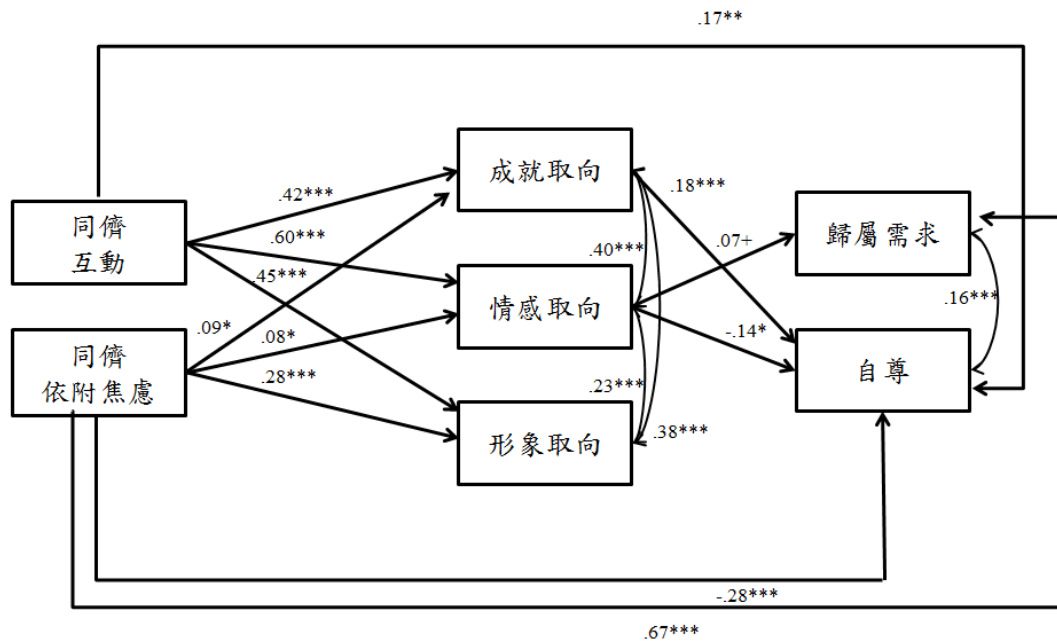 .17**
成就取向
.42***
.18***
同儕
互動
.60***
歸屬需求
.07+
.40***
.45***
情感取向
.16***
.09*
.08*
-.14*
同儕
依附焦慮
.28***
自尊
.23***
.38***
形象取向
-.28***
.67***